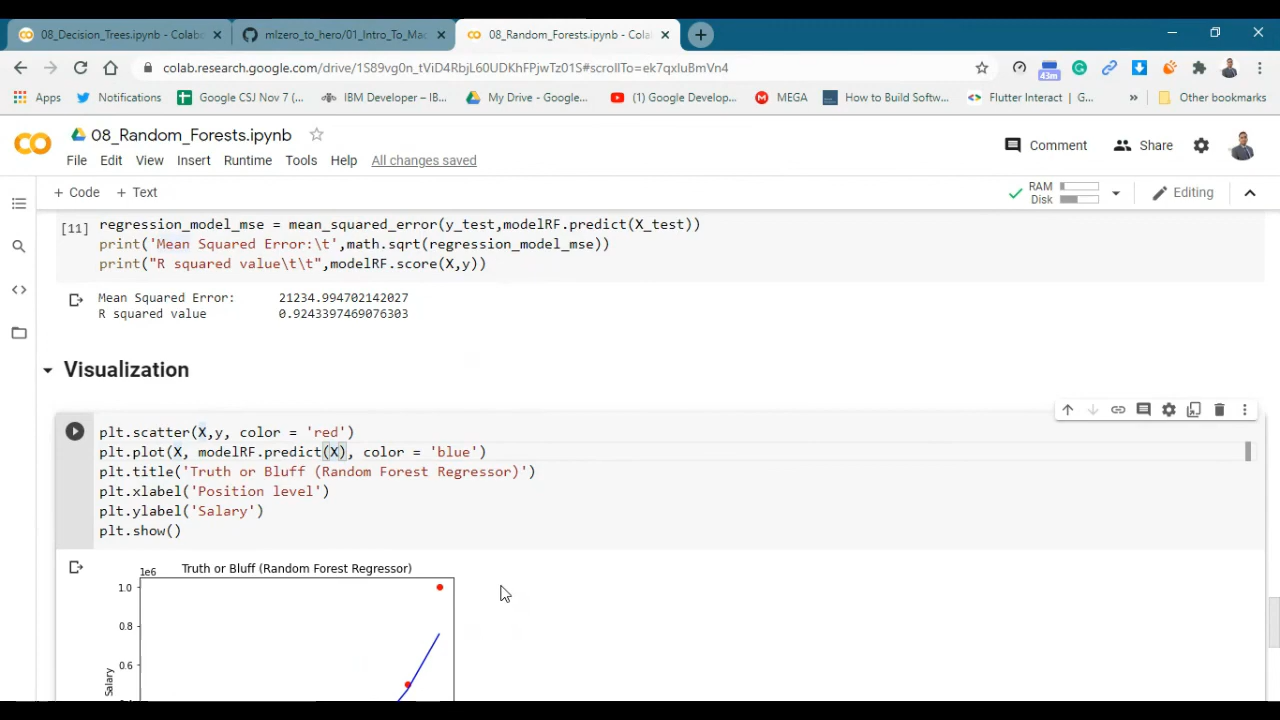 08_Decision_Trees.ipynb - Colabo
mlzero_to_hero/01_Intro_To_Mac
08_Random_Forests.ipynb - Cola
colab.research.google.com/drive/1S89vg0n_tViD4RbjL60UDKhFPjwTz01S#scrollTo=ek7qxIuBmVn4
43m
Apps
Notifications
Google CSJ Nov 7 (...
IBM Developer – IB...
My Drive - Google...
(1) Google Develop...
MEGA
How to Build Softw...
Flutter Interact | G...
»
Other bookmarks
08_Random_Forests.ipynb
Comment
Share
File Edit View Insert Runtime Tools Help All changes saved
+ Code + Text
RAM
Disk
Editing
[11] regression_model_mse = mean_squared_error(y_test,modelRF.predict(X_test))
print('Mean Squared Error:\t',math.sqrt(regression_model_mse))
print("R squared value\t\t",modelRF.score(X,y))
Mean Squared Error: 21234.994702142027
R squared value 0.9243397469076303
Visualization
plt.scatter(X,y, color = 'red')
plt.plot(X, modelRF.predict(X), color = 'blue')
plt.title('Truth or Bluff (Random Forest Regressor)')
plt.xlabel('Position level')
plt.ylabel('Salary')
plt.show()
1e6 Truth or Bluff (Random Forest Regressor)
1.0
0.8
0.6
Salary